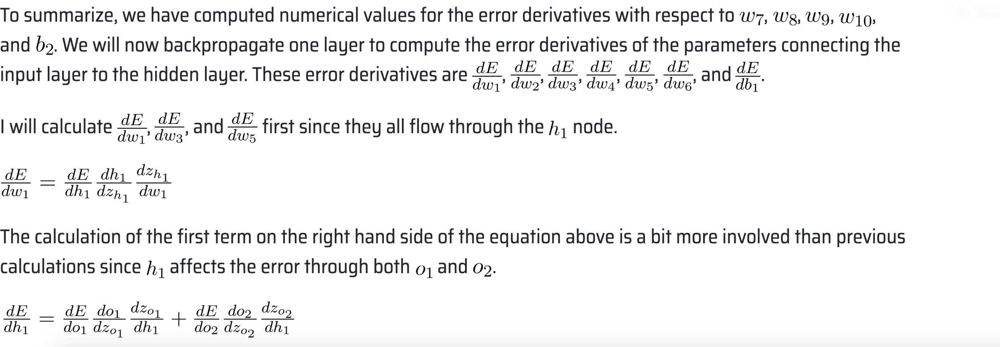 To summarize, we have computed numerical values for the error derivatives with respect to $w_7$, $w_8$, $w_9$, $w_{10}$,
and $b_2$. We will now backpropagate one layer to compute the error derivatives of the parameters connecting the
input layer to the hidden layer. These error derivatives are $\frac{dE}{dw_1}$, $\frac{dE}{dw_2}$, $\frac{dE}{dw_3}$, $\frac{dE}{dw_4}$, $\frac{dE}{dw_5}$, $\frac{dE}{dw_6}$, and $\frac{dE}{db_1}$.
I will calculate $\frac{dE}{dw_1}$, $\frac{dE}{dw_3}$, and $\frac{dE}{dw_5}$ first since they all flow through the $h_1$ node.
$\frac{dE}{dw_1} = \frac{dE}{dh_1} \frac{dh_1}{dz_{h_1}} \frac{dz_{h_1}}{dw_1}$
The calculation of the first term on the right hand side of the equation above is a bit more involved than previous
calculations since $h_1$ affects the error through both $o_1$ and $o_2$.
$\frac{dE}{dh_1} = \frac{dE}{do_1} \frac{do_1}{dz_{o_1}} \frac{dz_{o_1}}{dh_1} + \frac{dE}{do_2} \frac{do_2}{dz_{o_2}} \frac{dz_{o_2}}{dh_1}$